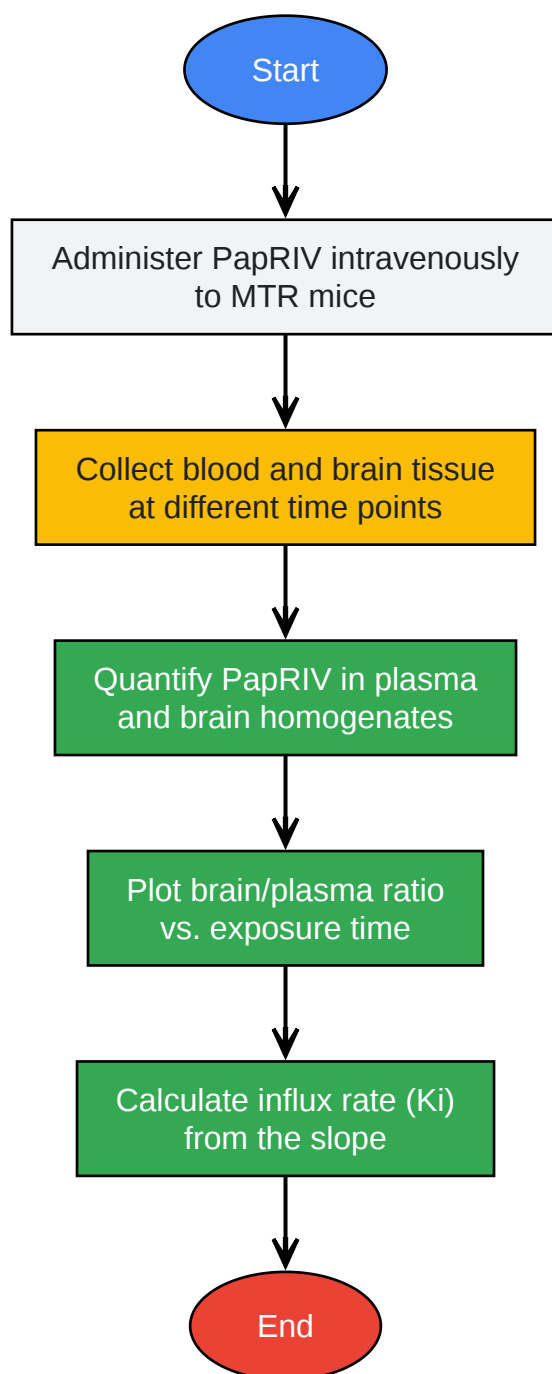 Start
Administer PapRIV intravenously
to MTR mice
Collect blood and brain tissue
at different time points
Quantify PapRIV in plasma
and brain homogenates
Plot brain/plasma ratio
vs. exposure time
Calculate influx rate (Ki)
from the slope
End